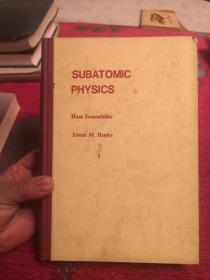 SUBATOMIC
PHYSICS
Hans Frauenfelder
Ernest M. Henley